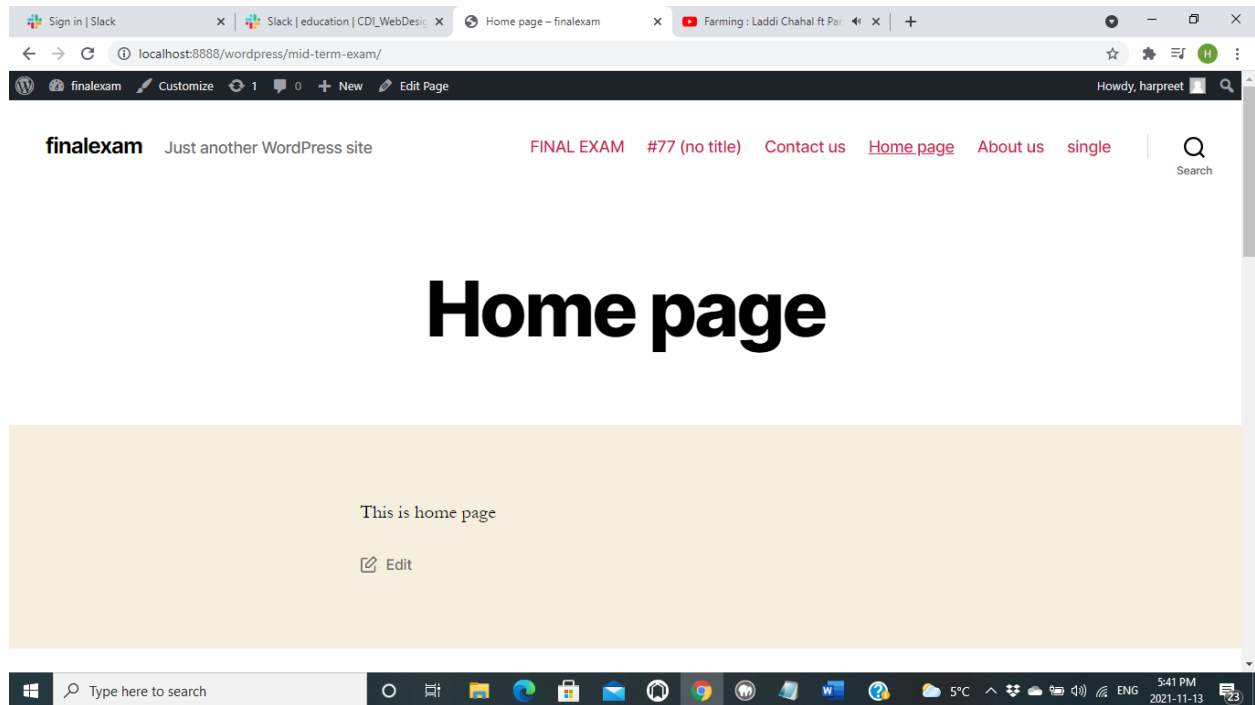 Sign in | Slack
Slack | education | CDI_WebDesig
Home page – finalexam
Farming : Laddi Chahal ft Par
localhost:8888/wordpress/mid-term-exam/
H
finalexam Customize 1 0 New Edit Page Howdy, harpreet
finalexam Just another WordPress site FINAL EXAM #77 (no title) Contact us Home page About us single
Search
Home page
This is home page
Edit
Type here to search 5°C ENG 5:41 PM
2021-11-13 23